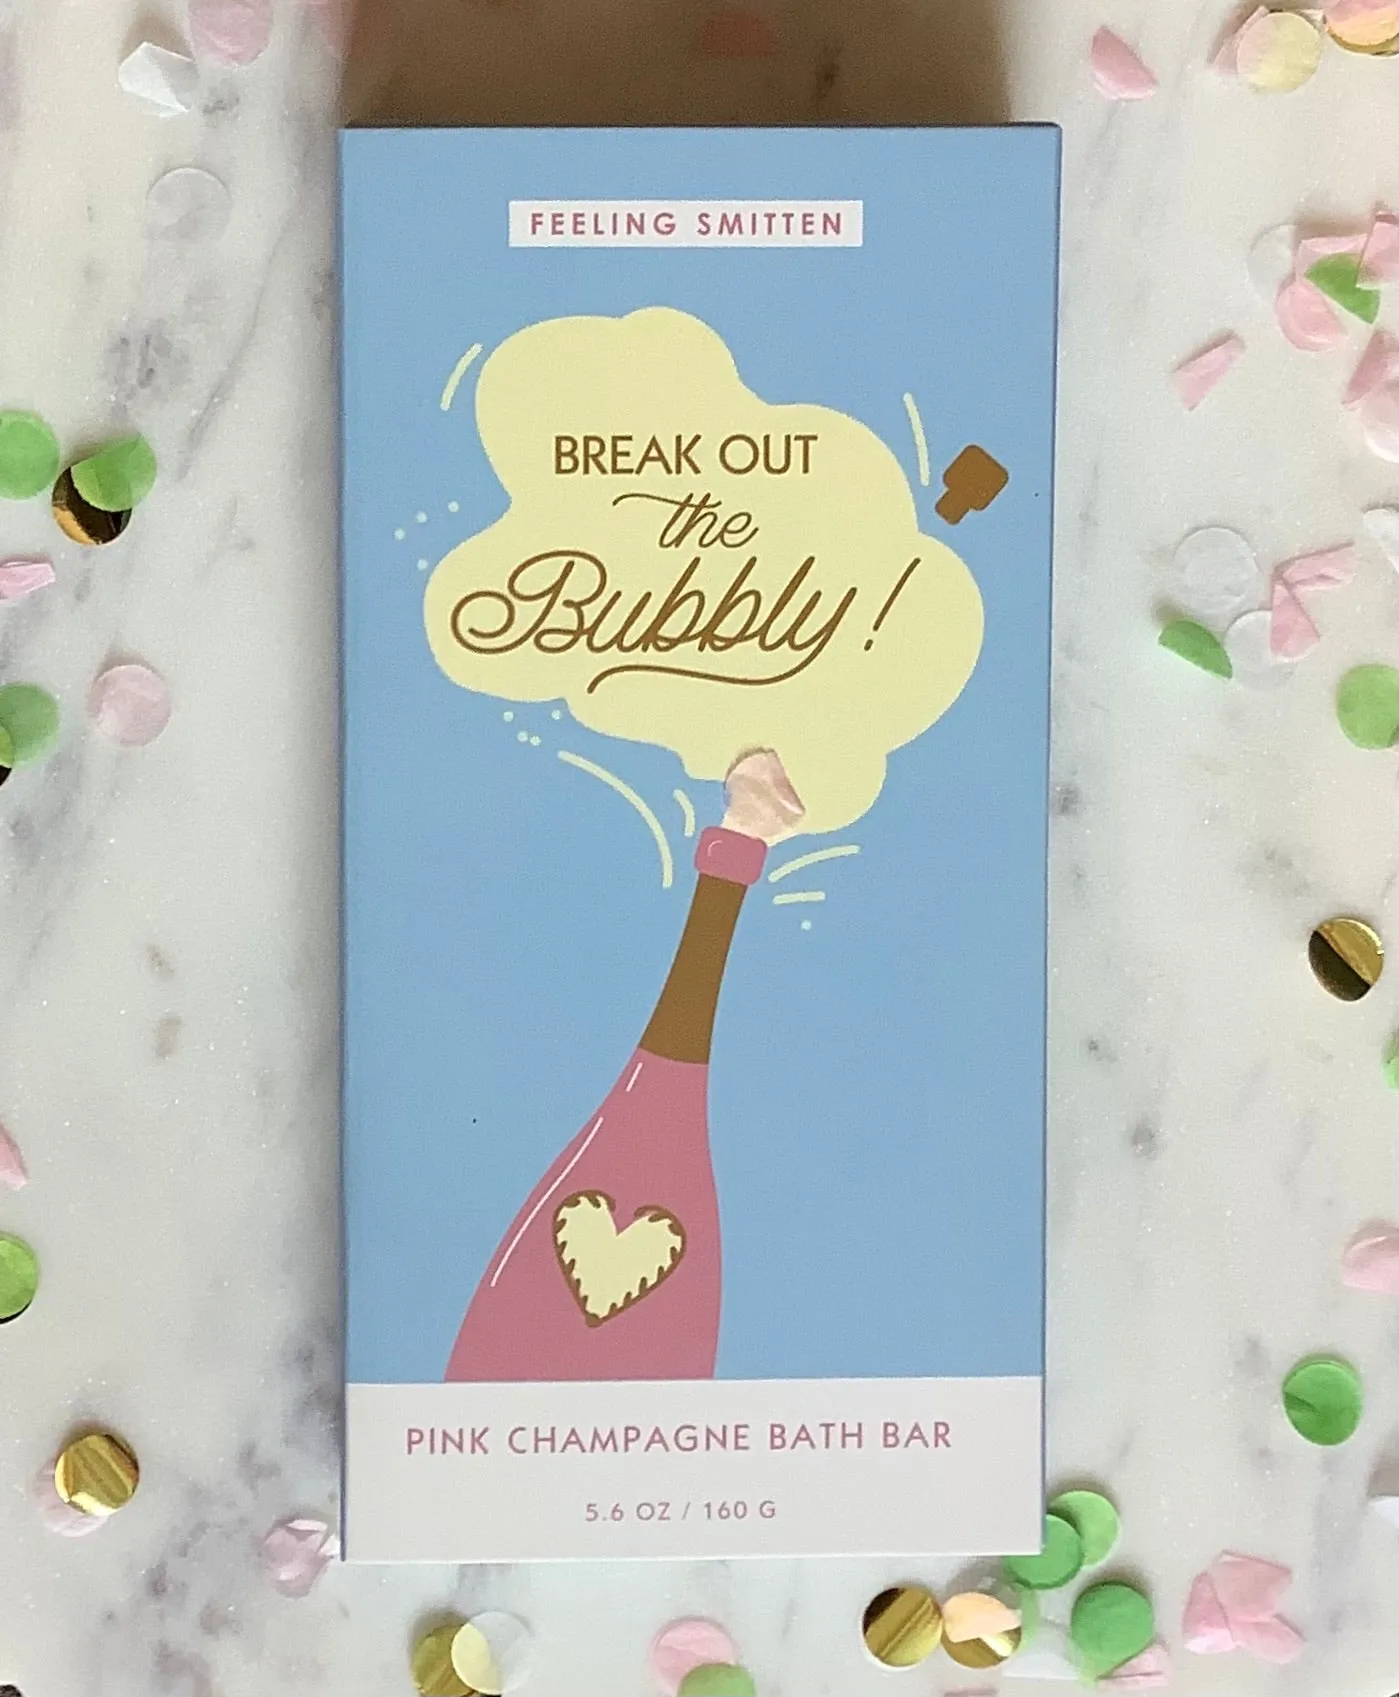 FEELING SMITTEN
BREAK OUT
the
Bubbly!
PINK CHAMPAGNE BATH BAR
5.6 OZ / 160 G